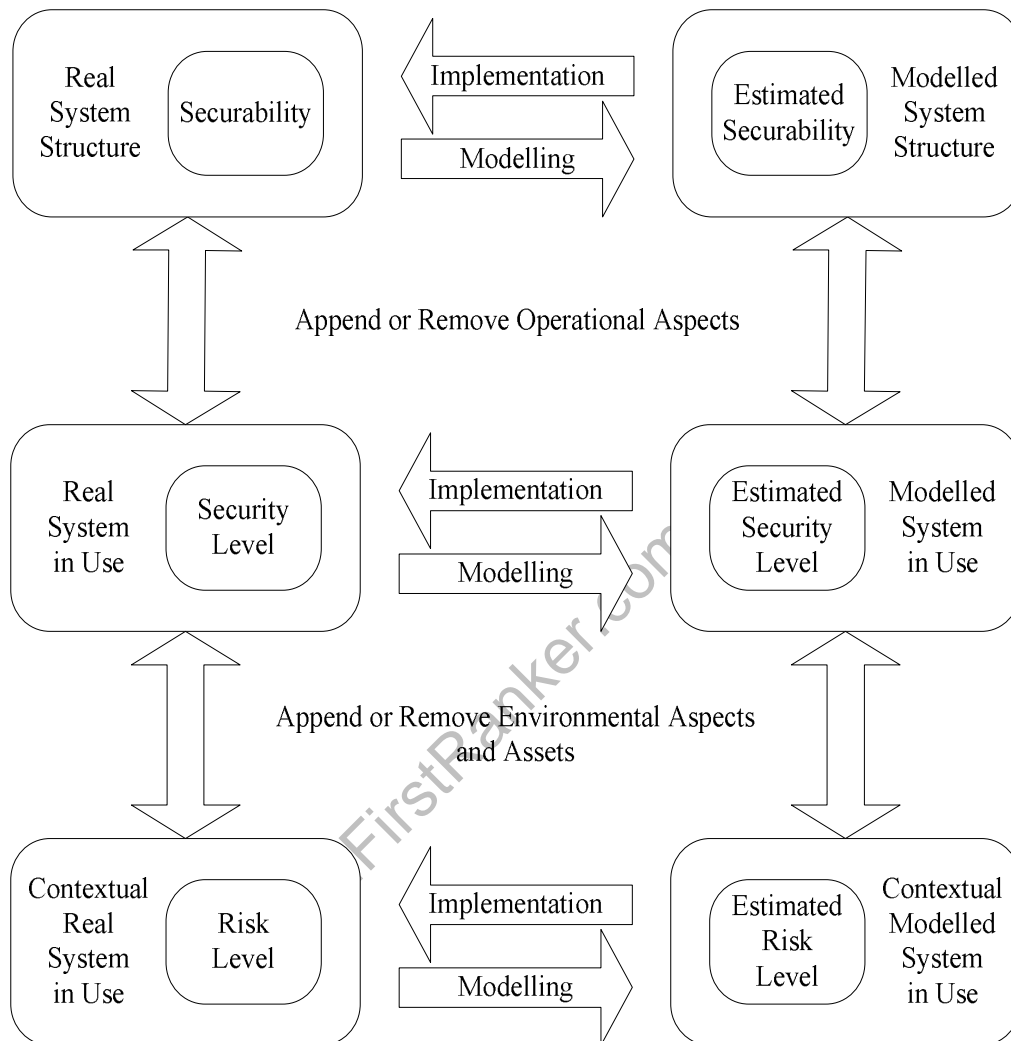 Real
System
Structure
Securability
Implementation
Modelling
Estimated
Securability
Modelled
System
Structure
Append or Remove Operational Aspects
Real
System
in Use
Security
Level
Implementation
Modelling
Estimated
Security
Level
Modelled
System
in Use
FirstRanker.com
Append or Remove Environmental Aspects
and Assets
Contextual
Real
System
in Use
Risk
Level
Implementation
Modelling
Estimated
Risk
Level
Contextual
Modelled
System
in Use